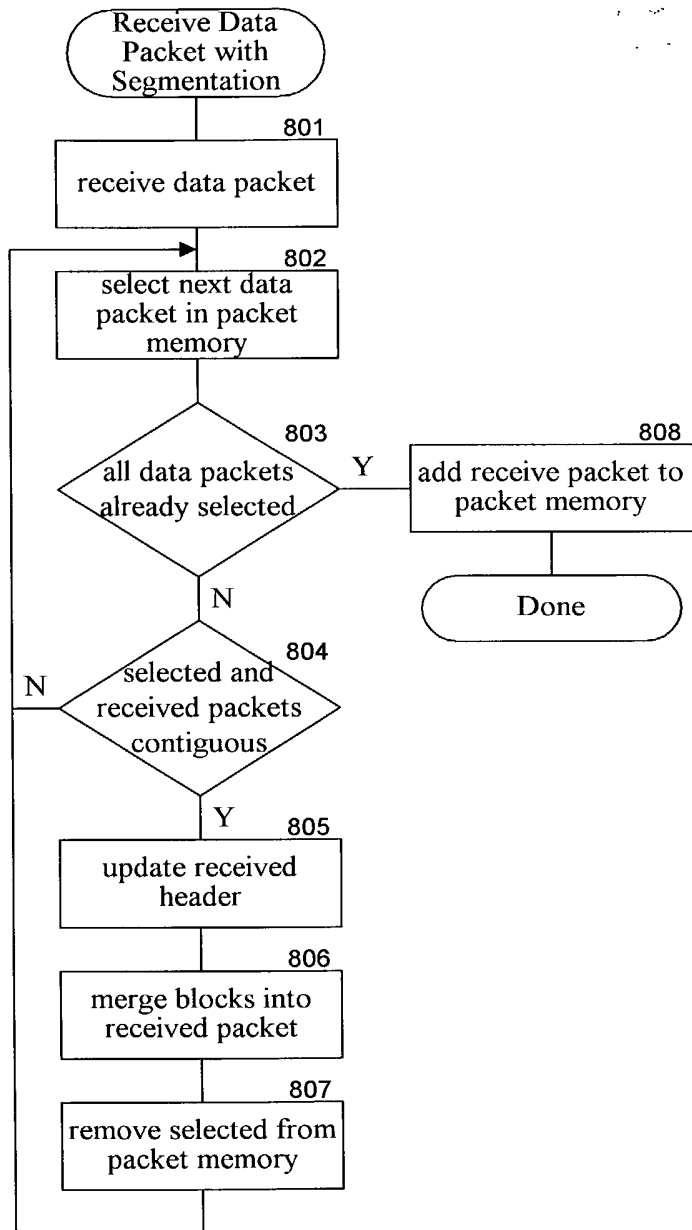 Receive Data
Packet with
Segmentation
801
receive data packet
802
select next data
packet in packet
memory
803
all data packets
already selected
Y
808
add receive packet to
packet memory
Done
N
804
selected and
received packets
contiguous
N
Y
805
update received
header
806
merge blocks into
received packet
807
remove selected from
packet memory